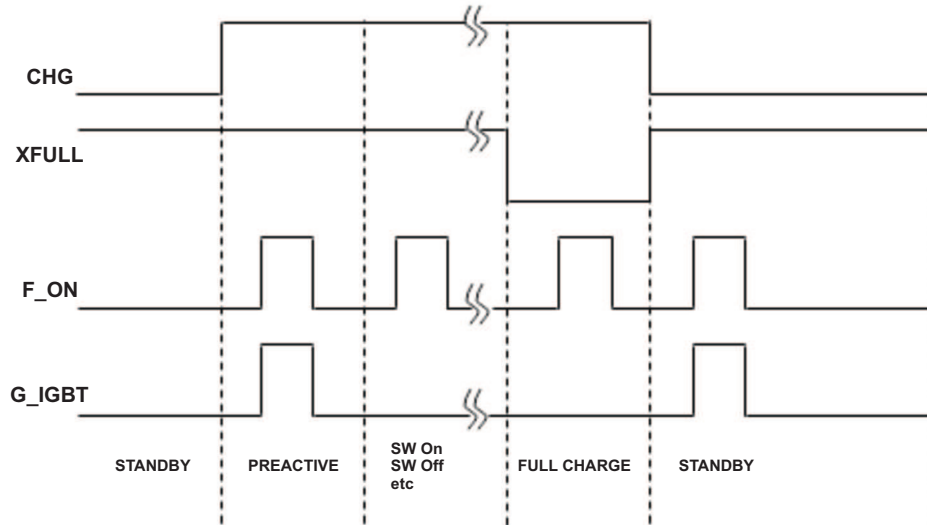 CHG
XFULL
F_ON
G_IGBT
STANDBY
PREACTIVE
SW On
SW Off
etc
FULL CHARGE
STANDBY